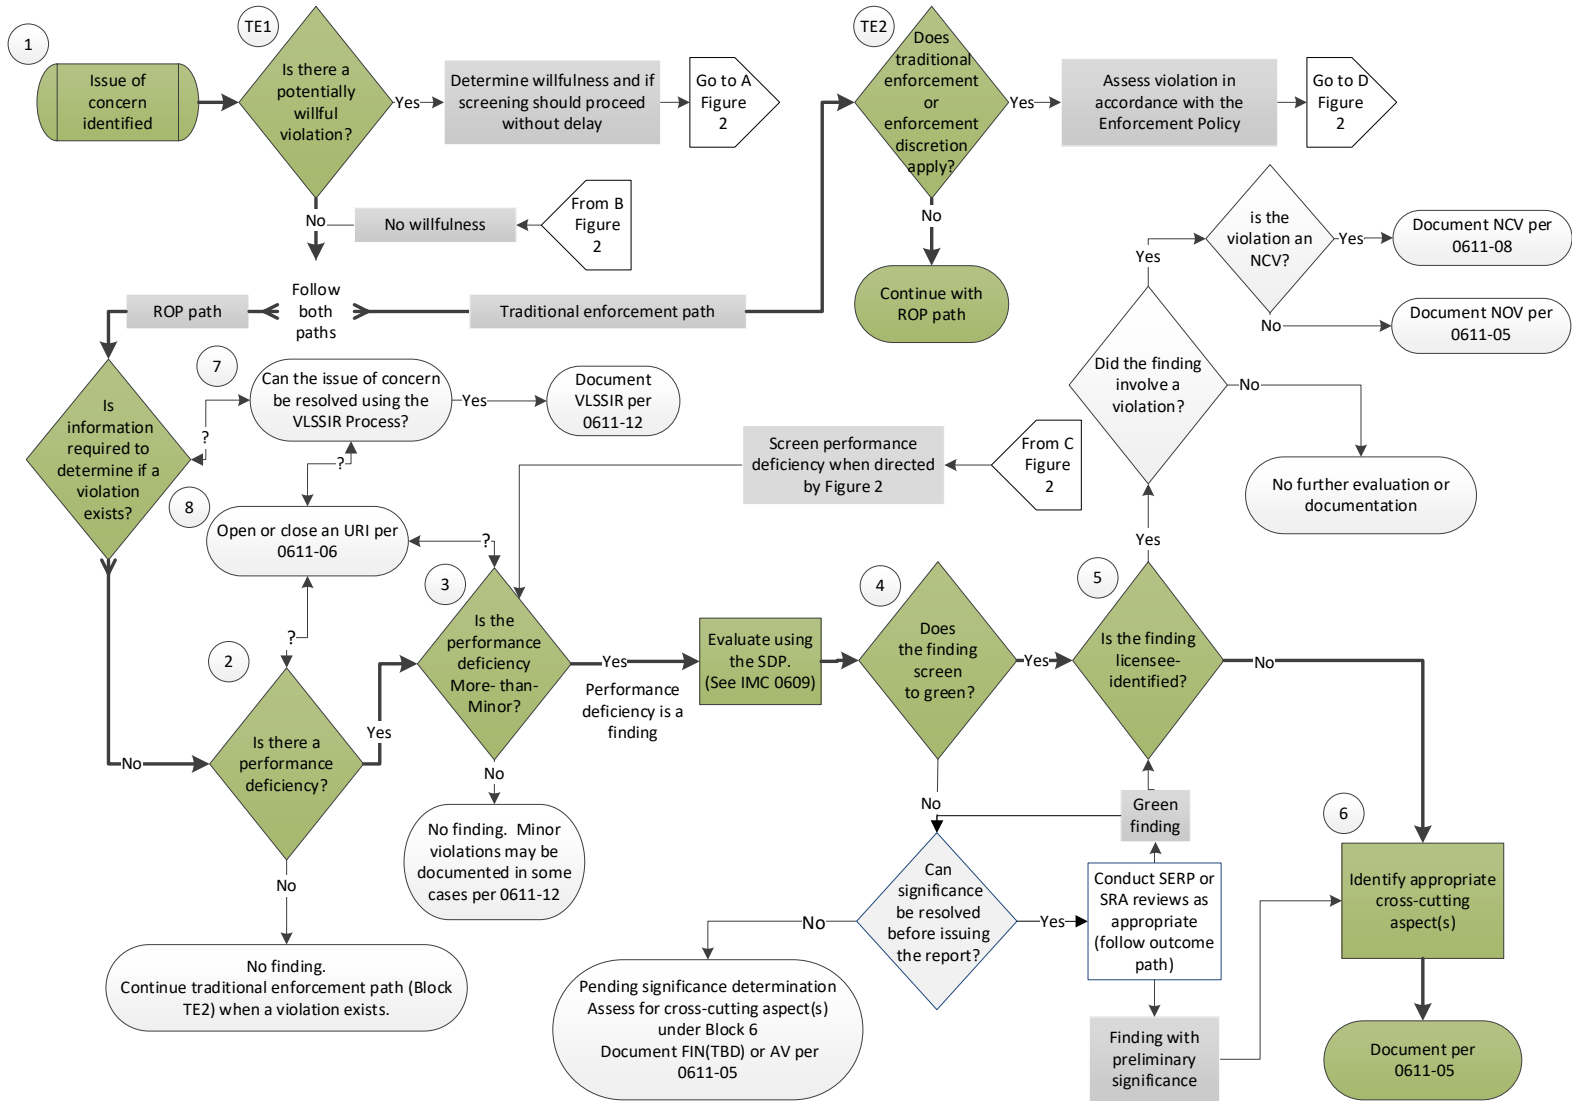 1
Issue of
concern
identified
TE1
Is there a
potentially
willful
violation?
Yes
Determine willfulness and if
screening should proceed
without delay
Go to A
Figure
2
No
No willfulness
From B
Figure
2
TE2
Does
traditional
enforcement
or
enforcement
discretion
apply?
Yes
Assess violation in
accordance with the
Enforcement Policy
Go to D
Figure
2
No
Continue with
ROP path
ROP path
Follow
both
paths
Traditional enforcement path
is the
violation an
NCV?
Yes
Document NCV per
0611-08
No
Document NOV per
0611-05
Yes
Did the finding
involve a
violation?
No
No further evaluation or
documentation
Yes
7
Can the issue of concern
be resolved using the
VLSSIR Process?
Yes
Document
VLSSIR per
0611-12
Is
information
required to
determine if a
violation
exists?
?
?
8
Open or close an URI per
0611-06
?
?
Screen performance
deficiency when directed
by Figure 2
From C
Figure
2
No
2
Is there a
performance
deficiency?
Yes
No
No finding.
Continue traditional enforcement path (Block
TE2) when a violation exists.
3
Is the
performance
deficiency
More- than-
Minor?
Yes
Performance
deficiency is a
finding
No
No finding.  Minor
violations may be
documented in some
cases per 0611-12
Evaluate using
the SDP.
(See IMC 0609)
4
Does
the finding
screen
to green?
Yes
No
5
Is the finding
licensee-
identified?
No
Green
finding
Can
significance
be resolved
before issuing
the report?
No
Yes
Conduct SERP or
SRA reviews as
appropriate
(follow outcome
path)
Pending significance determination
Assess for cross-cutting aspect(s)
under Block 6
Document FIN(TBD) or AV per
0611-05
Finding with
preliminary
significance
6
Identify appropriate
cross-cutting
aspect(s)
Document per
0611-05